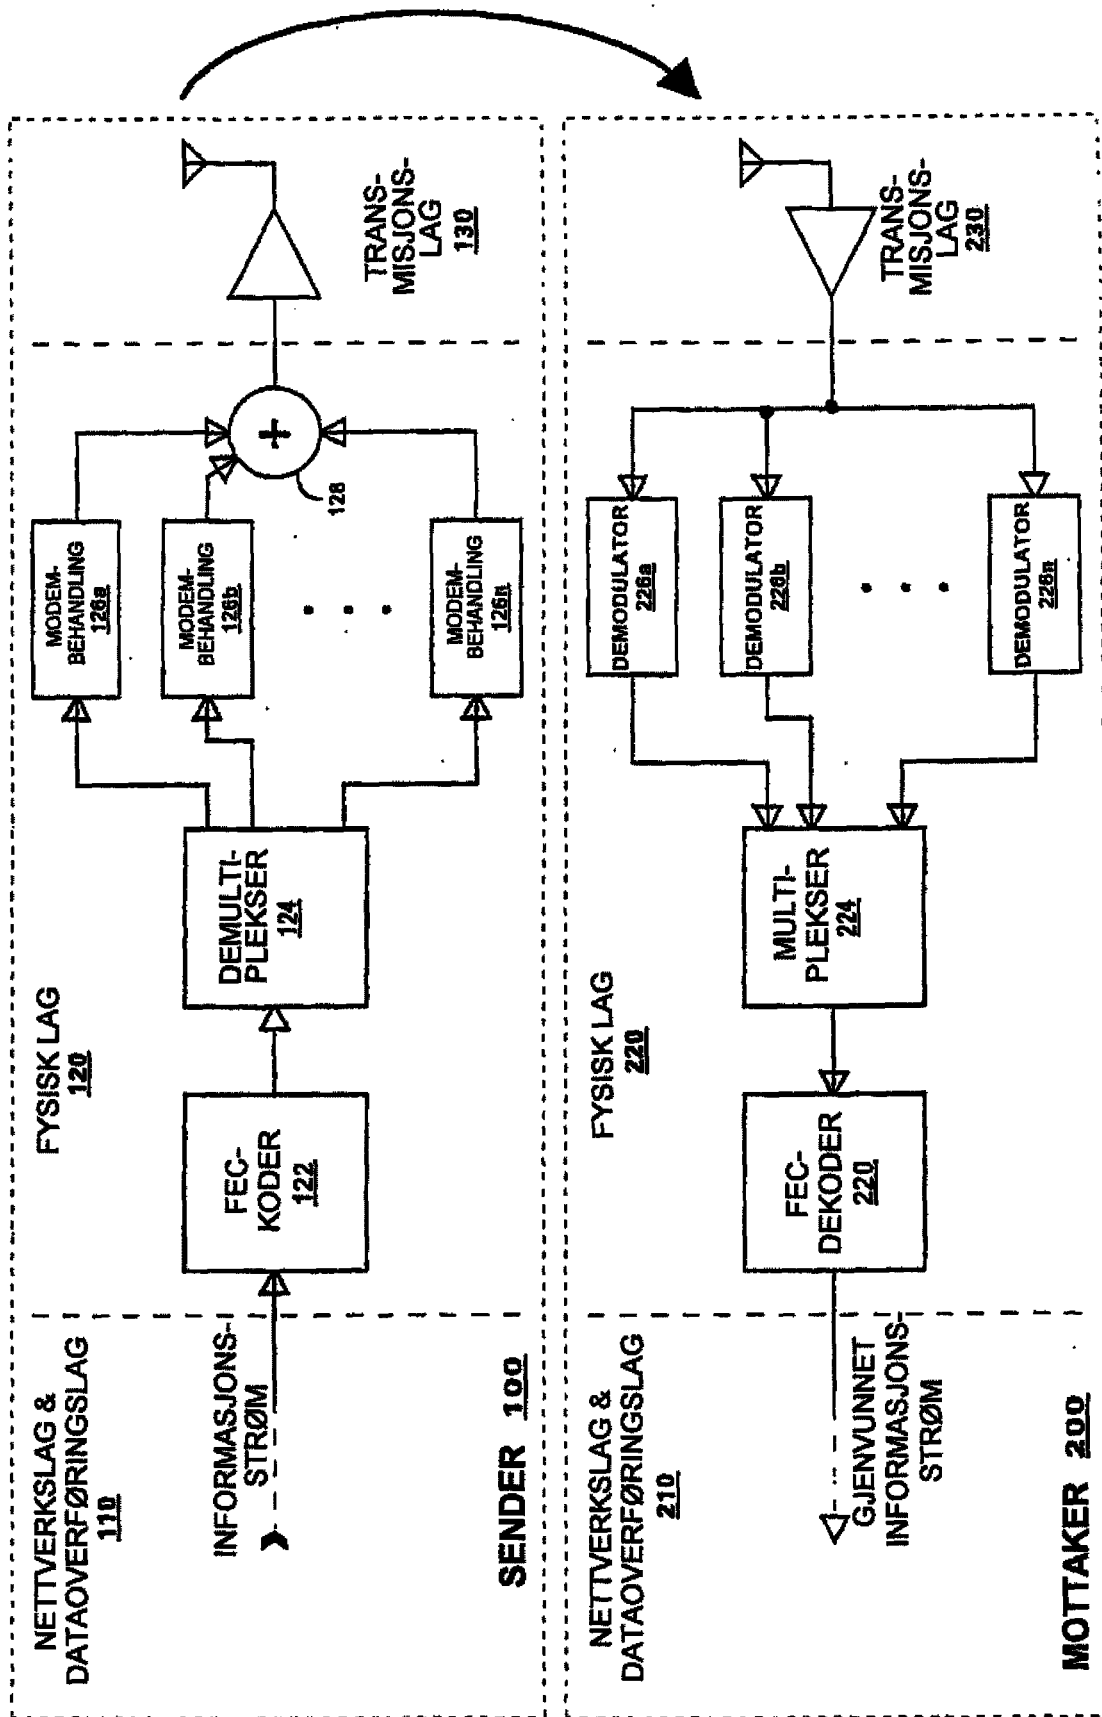 NETTVERKSLAG &
DATAOVERFØRINGSLAG
110
INFORMASJONS-
STRØM
SENDER 100
FYSISK LAG
120
FEC-
KODER
122
DEMULTI-
PLEKSER
124
MODEM-
BEHANDLING
126a
MODEM-
BEHANDLING
126b
MODEM-
BEHANDLING
126n
+
128
TRANS-
MISJONS-
LAG
130
NETTVERKSLAG &
DATAOVERFØRINGSLAG
210
GJENVUNNET
INFORMASJONS-
STRØM
MOTTAKER 200
FYSISK LAG
220
FEC-
DEKODER
220
MULTI-
PLEKSER
224
DEMODULATOR
226a
DEMODULATOR
226b
DEMODULATOR
226n
TRANS-
MISJONS-
LAG
230